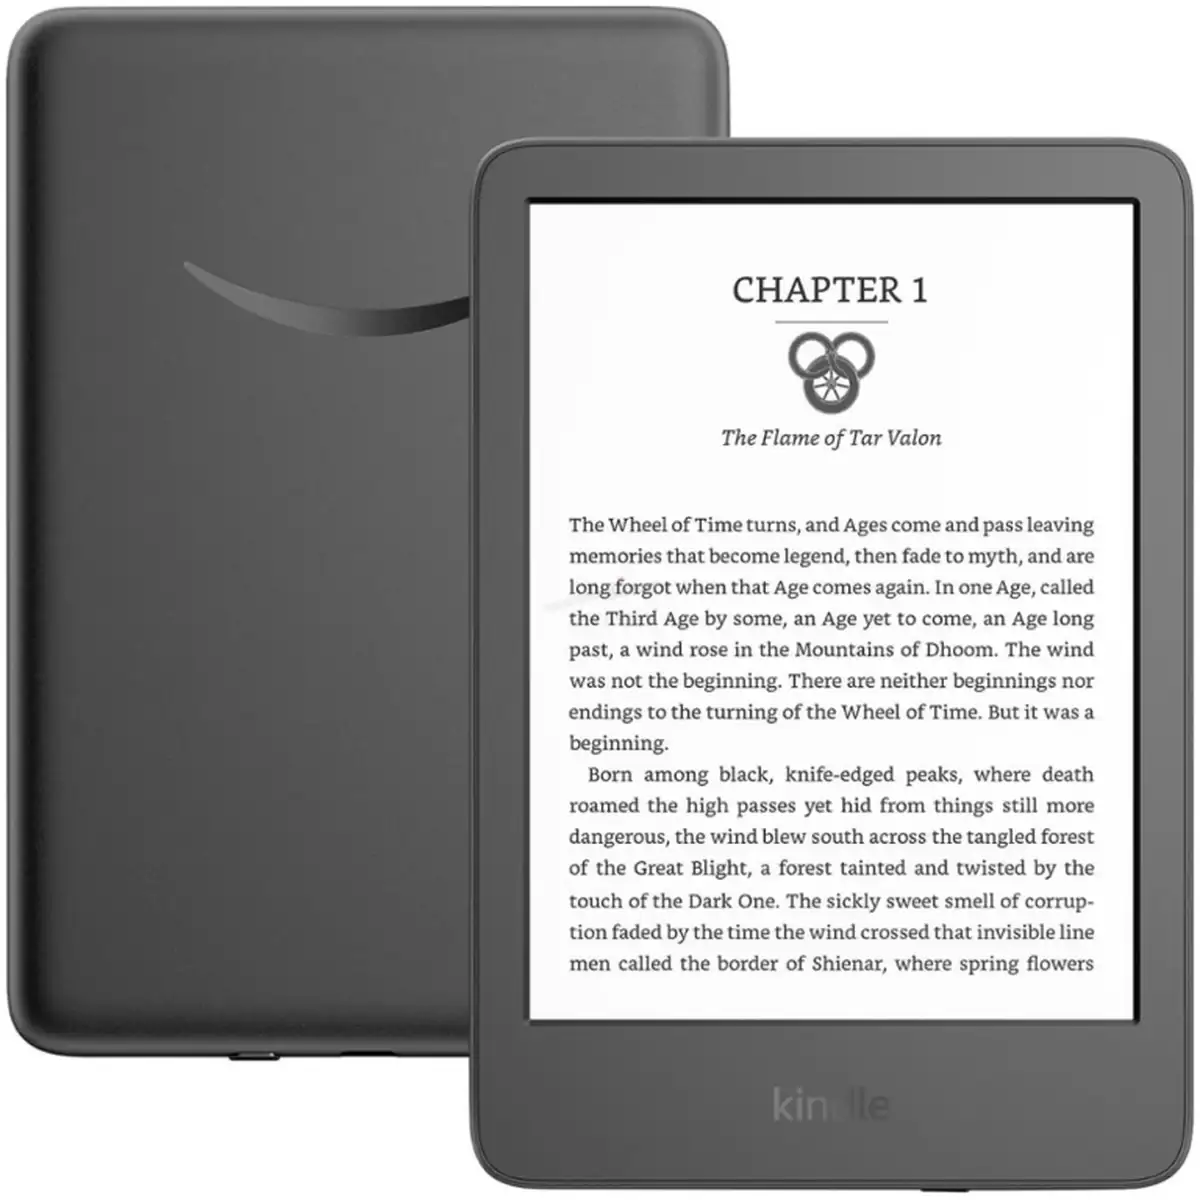 CHAPTER 1
The Flame of Tar Valon
The Wheel of Time turns, and Ages come and pass leaving
memories that become legend, then fade to myth, and are
long forgot when that Age comes again. In one Age, called
the Third Age by some, an Age yet to come, an Age long
past, a wind rose in the Mountains of Dhoom. The wind
was not the beginning. There are neither beginnings nor
endings to the turning of the Wheel of Time. But it was a
beginning.
Born among black, knife-edged peaks, where death
roamed the high passes yet hid from things still more
dangerous, the wind blew south across the tangled forest
of the Great Blight, a forest tainted and twisted by the
touch of the Dark One. The sickly sweet smell of corrup-
tion faded by the time the wind crossed that invisible line
men called the border of Shienar, where spring flowers
kindle